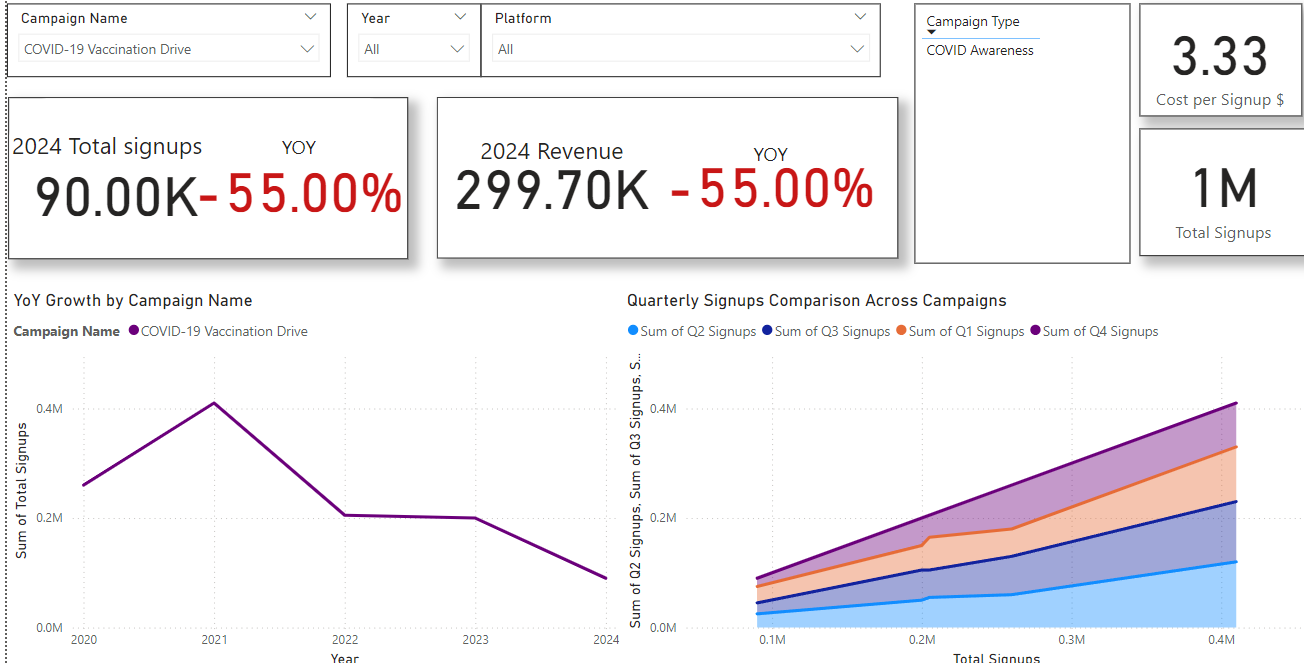 Campaign Name
COVID-19 Vaccination Drive
Year
All
Platform
All
Campaign Type
COVID Awareness
3.33
Cost per Signup $
2024 Total signups
YOY
90.00K
-55.00%
2024 Revenue
YOY
299.70K
-55.00%
1M
Total Signups
YoY Growth by Campaign Name
Campaign Name COVID-19 Vaccination Drive
Sum of Total Signups
0.4M
0.2M
0.0M
2020 2021 2022 2023 2024
Year
Quarterly Signups Comparison Across Campaigns
Sum of Q2 Signups Sum of Q3 Signups Sum of Q1 Signups Sum of Q4 Signups
Sum of Q2 Signups, Sum of Q3 Signups, S...
0.4M
0.2M
0.0M
0.1M 0.2M 0.3M 0.4M
Total Signups